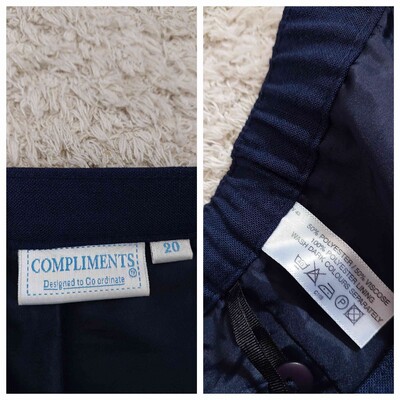 COMPLIMENTS®
Designed to Co ordinate
20
50% POLYESTER / 50% VISCOSE
100% POLYESTER LINING
WASH DARK
COLOURS SEPARATELY